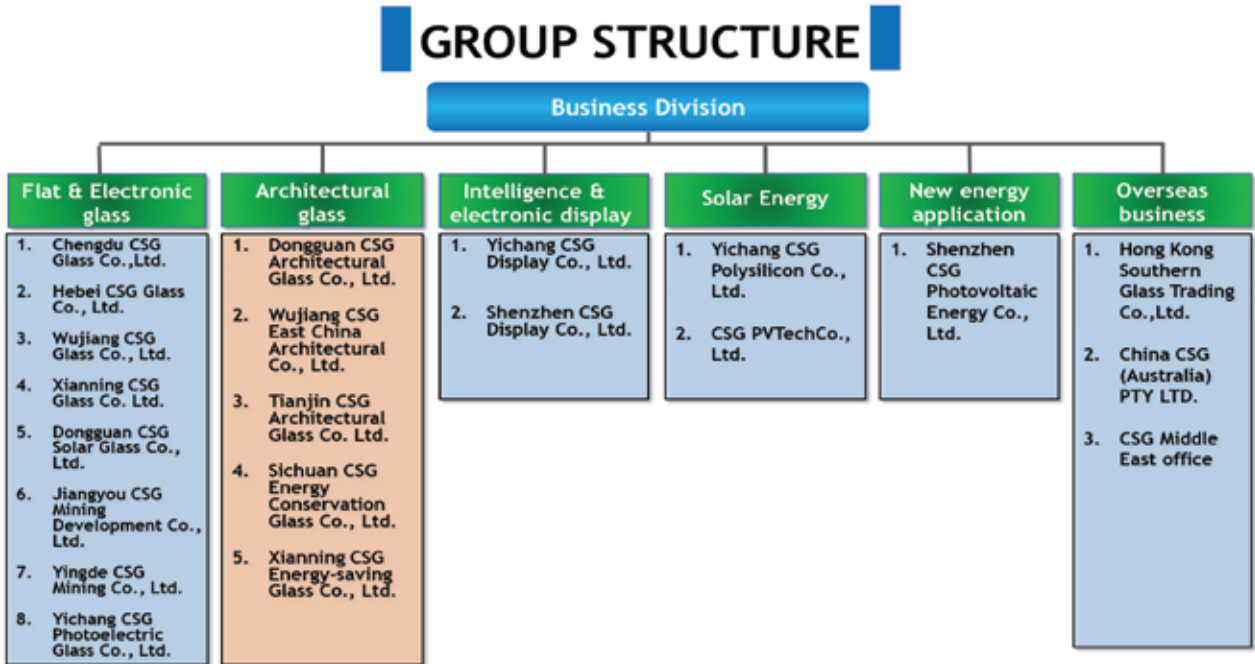 GROUP STRUCTURE
Business Division
Flat & Electronic
glass
1. Chengdu CSG
Glass Co.,Ltd.
2. Hebei CSG Glass
Co., Ltd.
3. Wujiang CSG
Glass Co., Ltd.
4. Xianning CSG
Glass Co. Ltd.
5. Dongguan CSG
Solar Glass Co.,
Ltd.
6. Jiangyou CSG
Mining
Development Co.,
Ltd.
7. Yingde CSG
Mining Co., Ltd.
8. Yichang CSG
Photoelectric
Glass Co., Ltd.
Architectural
glass
1. Dongguan CSG
Architectural
Glass Co., Ltd.
2. Wujiang CSG
East China
Architectural
Co., Ltd.
3. Tianjin CSG
Architectural
Glass Co. Ltd.
4. Sichuan CSG
Energy
Conservation
Glass Co., Ltd.
5. Xianning CSG
Energy-saving
Glass Co., Ltd.
Intelligence &
electronic display
1. Yichang CSG
Display Co., Ltd.
2. Shenzhen CSG
Display Co., Ltd.
Solar Energy
1. Yichang CSG
Polysilicon Co.,
Ltd.
2. CSG PVTechCo.,
Ltd.
New energy
application
1. Shenzhen
CSG
Photovoltaic
Energy Co.,
Ltd.
Overseas
business
1. Hong Kong
Southern
Glass Trading
Co.,Ltd.
2. China CSG
(Australia)
PTY LTD.
3. CSG Middle
East office